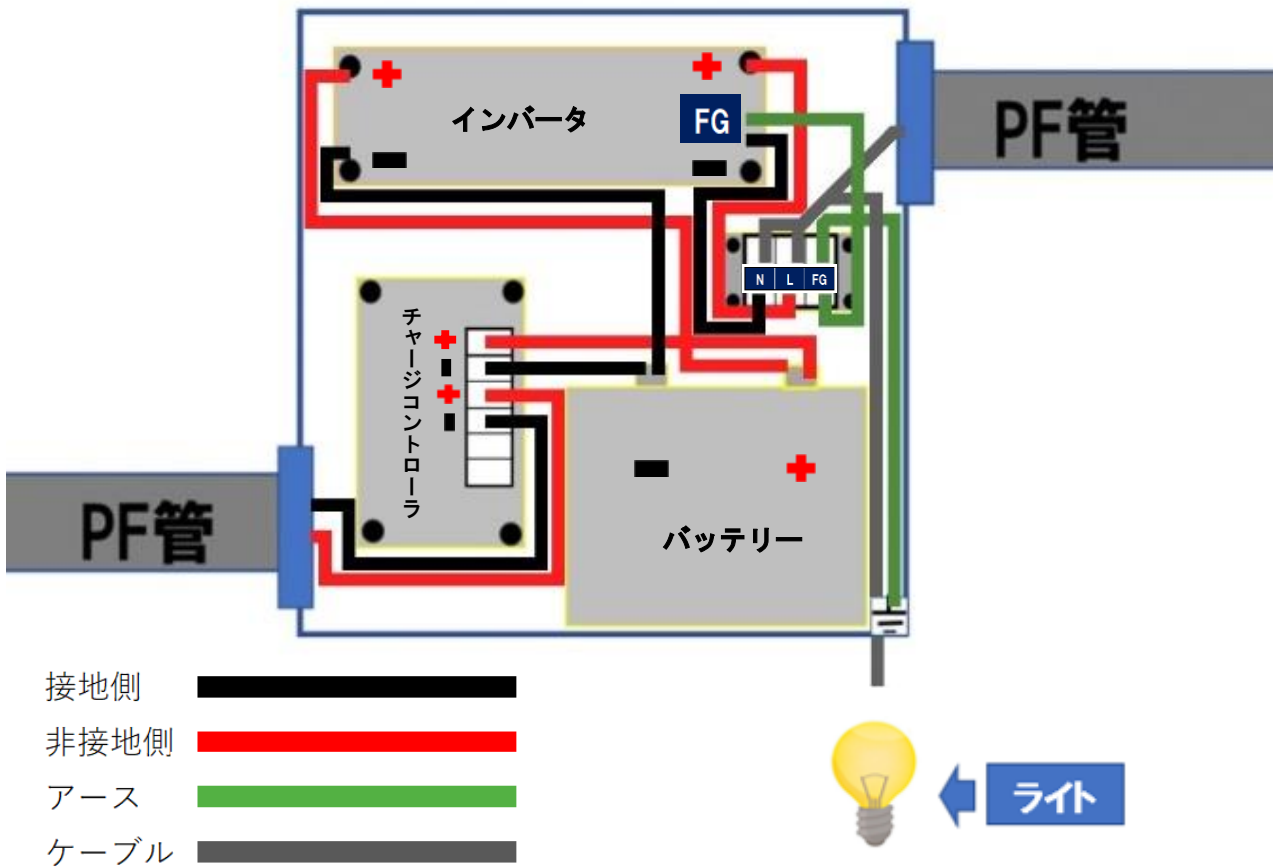 インバータ
FG
PF管
N L FG
チャージコントローラ
バッテリー
PF管
接地側
非接地側
アース
ケーブル
ライト